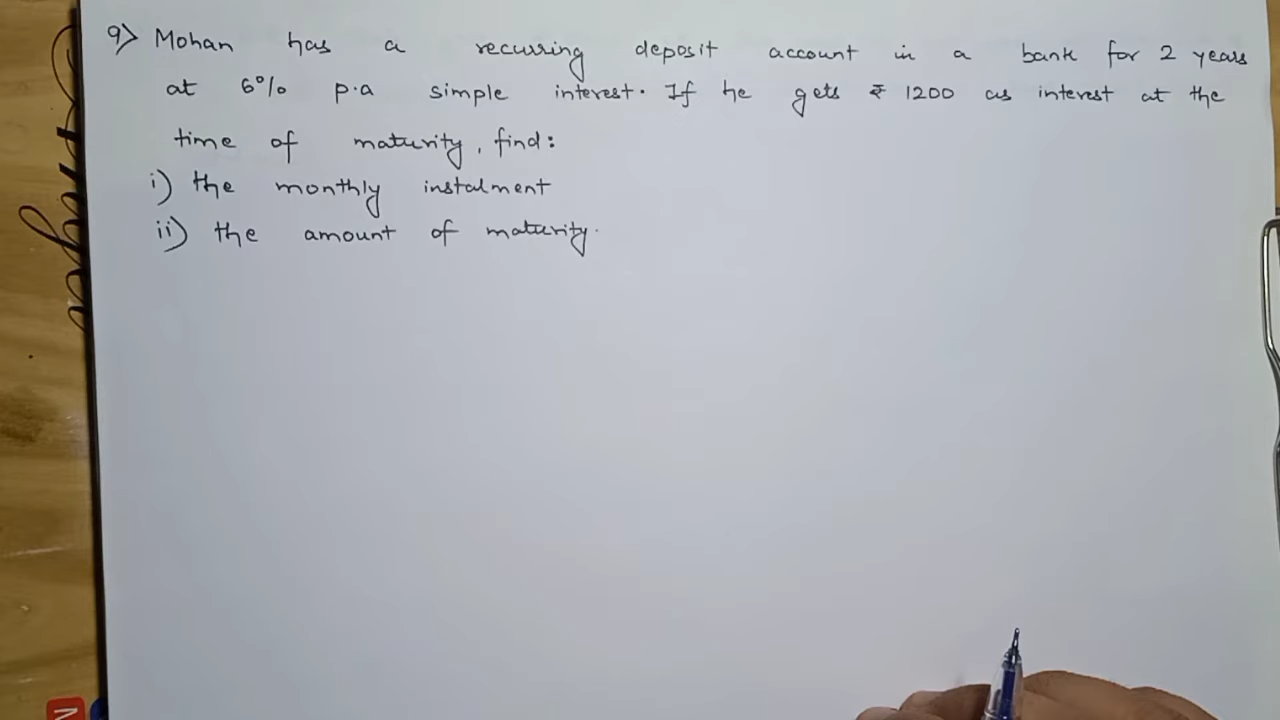 9) Mohan has a recurring deposit account in a bank for 2 years
at 6% p.a simple interest. If he gets ₹ 1200 as interest at the
time of maturity, find:
i) the monthly instalment
ii) the amount of maturity.